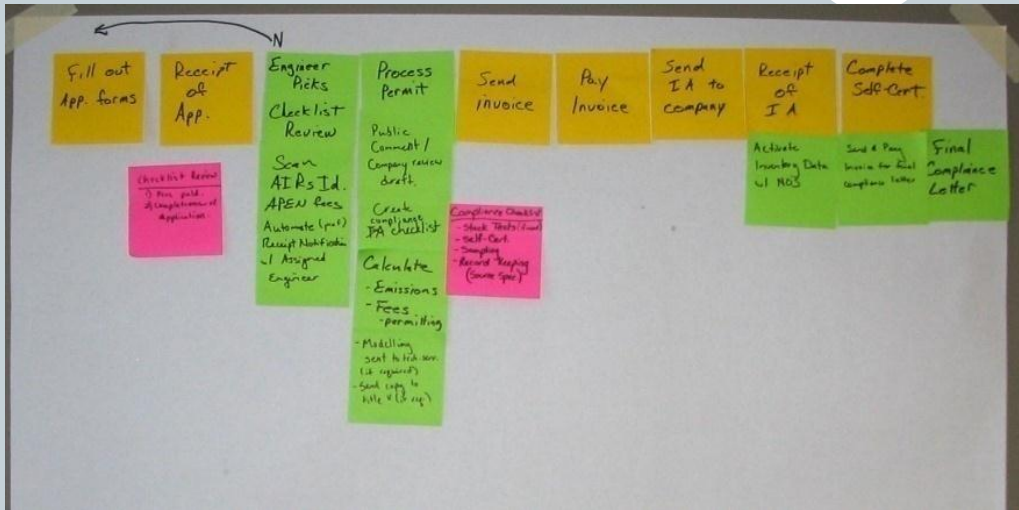 N
Fill out
App. forms
Receipt
of
App.
Checklist Review
1) Fees paid.
2) Completeness of
Application.
Engineer
Picks
Checklist
Review
Scan
AIRs Id.
APEN fees
Automate
Receipt Notification
w/ Assigned
Engineer
Process
Permit
Public
Comment /
Company review
draft.
Create
compliance
IA checklist
Calculate
- Emissions
- Fees
- permitting
- Modelling
sent to tech. serv.
(if required)
- Send copy to
title V (if req.)
Compliance Checklist
- Stack Tests
- Self-Cert.
- Sampling
- Record Keeping
(Source Spec)
Send
invoice
Pay
Invoice
Send
IA to
company
Receipt
of
IA
Activate
Inventory Data
w/ MOS
Complete
Self-Cert.
Send & Pay
Invoice for final
compliance letter
Final
Compliance
Letter